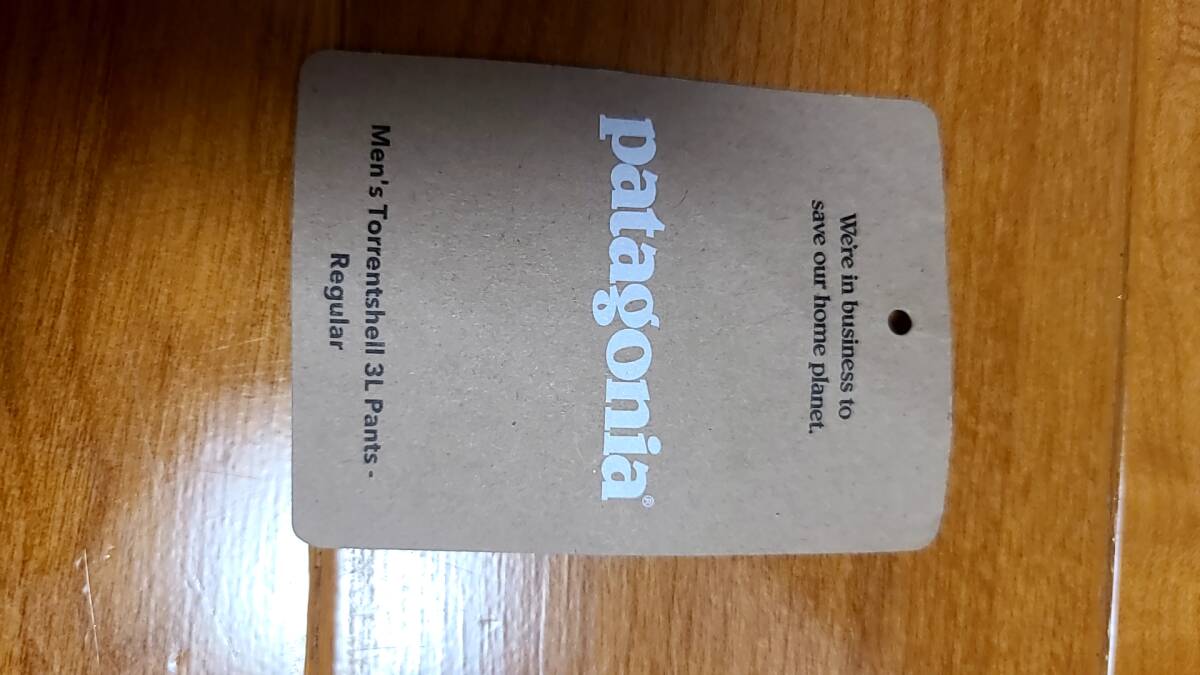 We're in business to
save our home planet.
patagonia®
Men's Torrentshell 3L Pants -
Regular